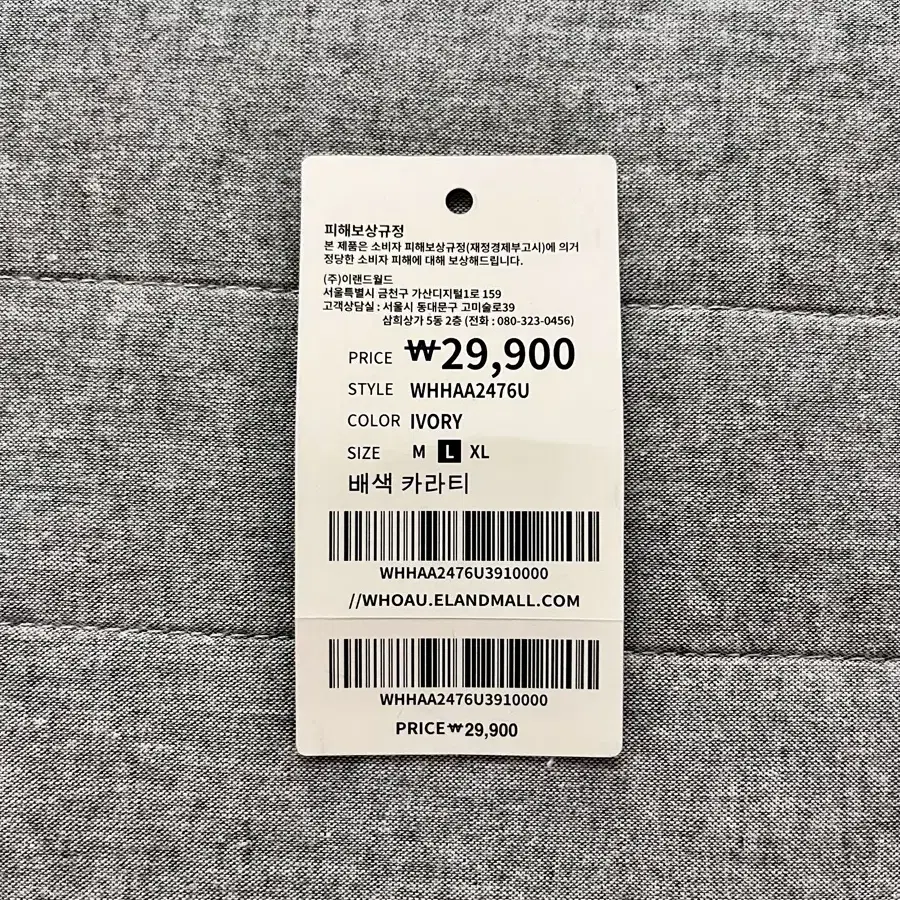 피해보상규정
본 제품은 소비자 피해보상규정(재정경제부고시)에 의거
정당한 소비자 피해에 대해 보상해드립니다.
(주)이랜드월드
서울특별시 금천구 가산디지털1로 159
고객상담실 : 서울시 동대문구 고미술로39
삼희상가 5동 2층 (전화 : 080-323-0456)
PRICE ₩29,900
STYLE WHHAA2476U
COLOR IVORY
SIZE M L XL
배색 카라티
WHHAA2476U3910000
//WHOAU.ELANDMALL.COM
WHHAA2476U3910000
PRICE₩29,900